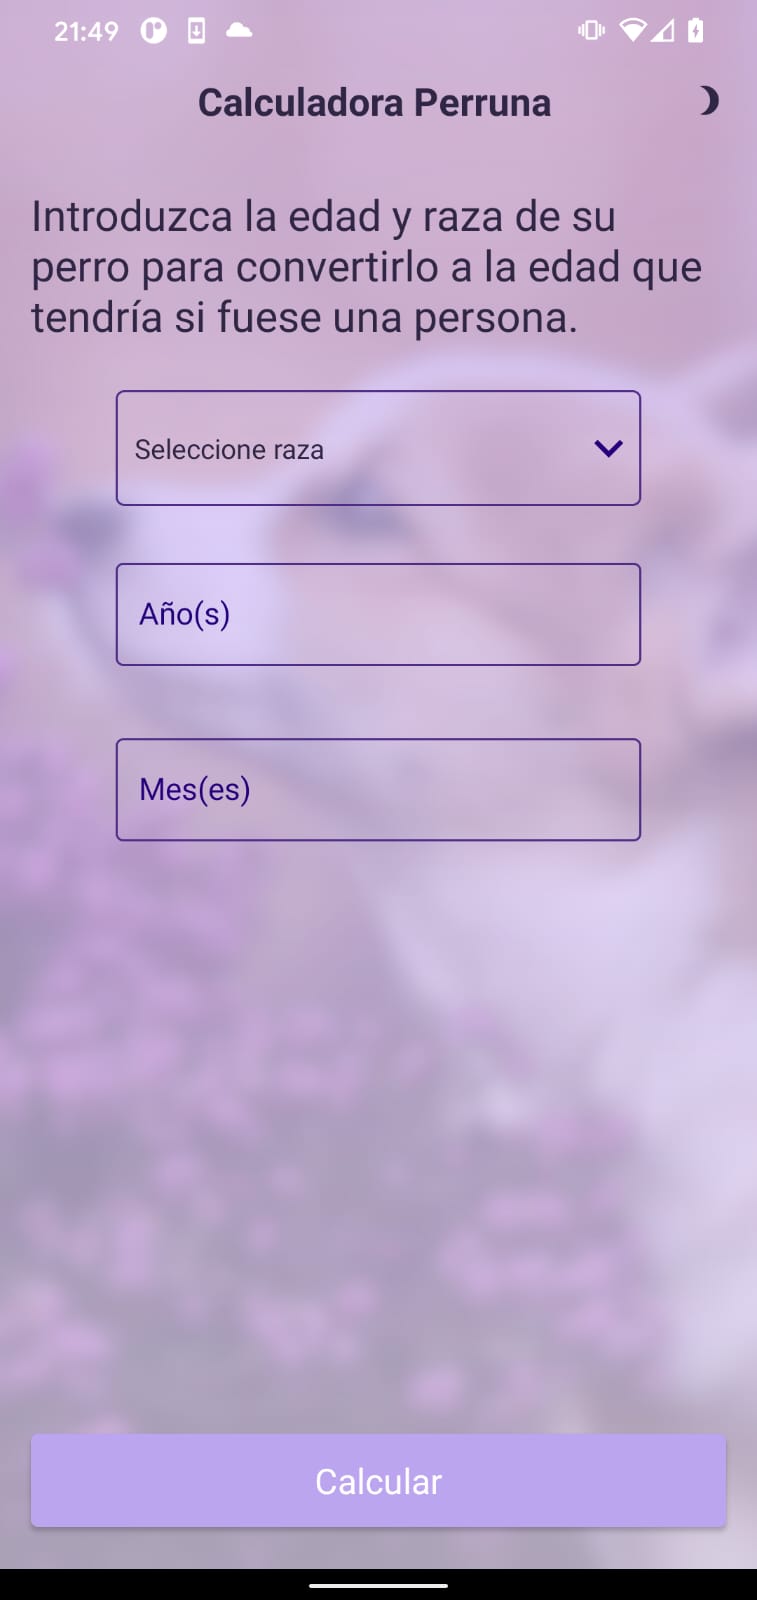 21:49
Calculadora Perruna
Introduzca la edad y raza de su
perro para convertirlo a la edad que
tendría si fuese una persona.
Seleccione raza
Año(s)
Mes(es)
Calcular